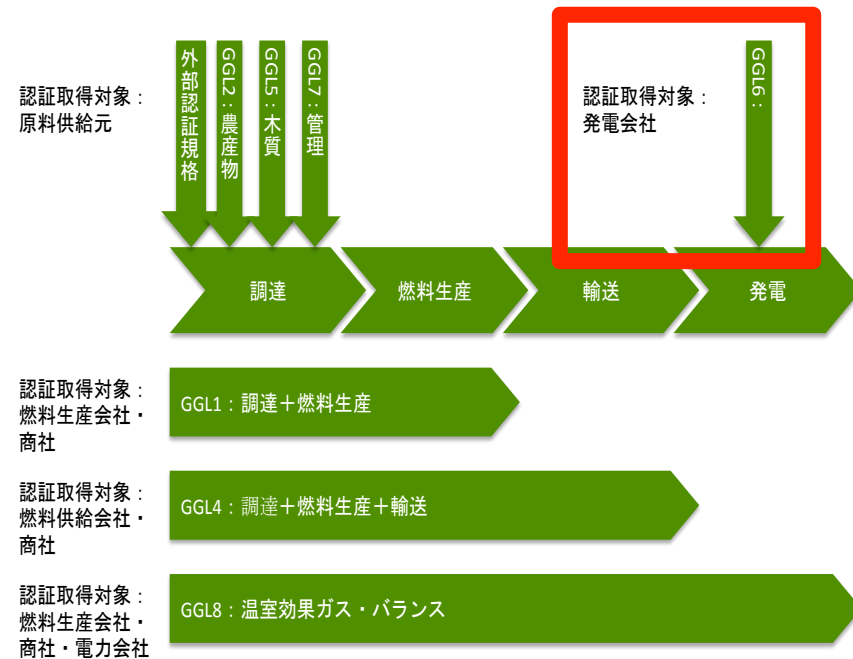 認証取得対象：
原料供給元
外部認証規格
GGL2：農産物
GGL5：木質
GGL7：管理
認証取得対象：
発電会社
GGL6：
調達
燃料生産
輸送
発電
認証取得対象：
燃料生産会社・
商社
GGL1：調達＋燃料生産
認証取得対象：
燃料供給会社・
商社
GGL4：調達＋燃料生産＋輸送
認証取得対象：
燃料生産会社・
商社・電力会社
GGL8：温室効果ガス・バランス